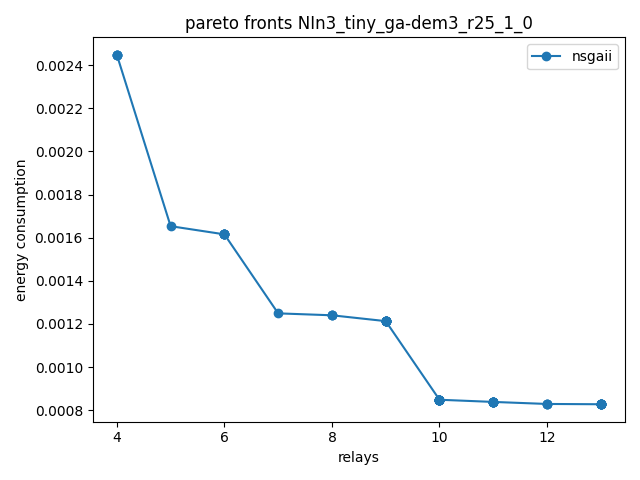 pareto fronts NIn3_tiny_ga-dem3_r25_1_0
nsgaii
0.0024
0.0022
0.0020
0.0018
0.0016
0.0014
0.0012
0.0010
0.0008
energy consumption
4 6 8 10 12
relays